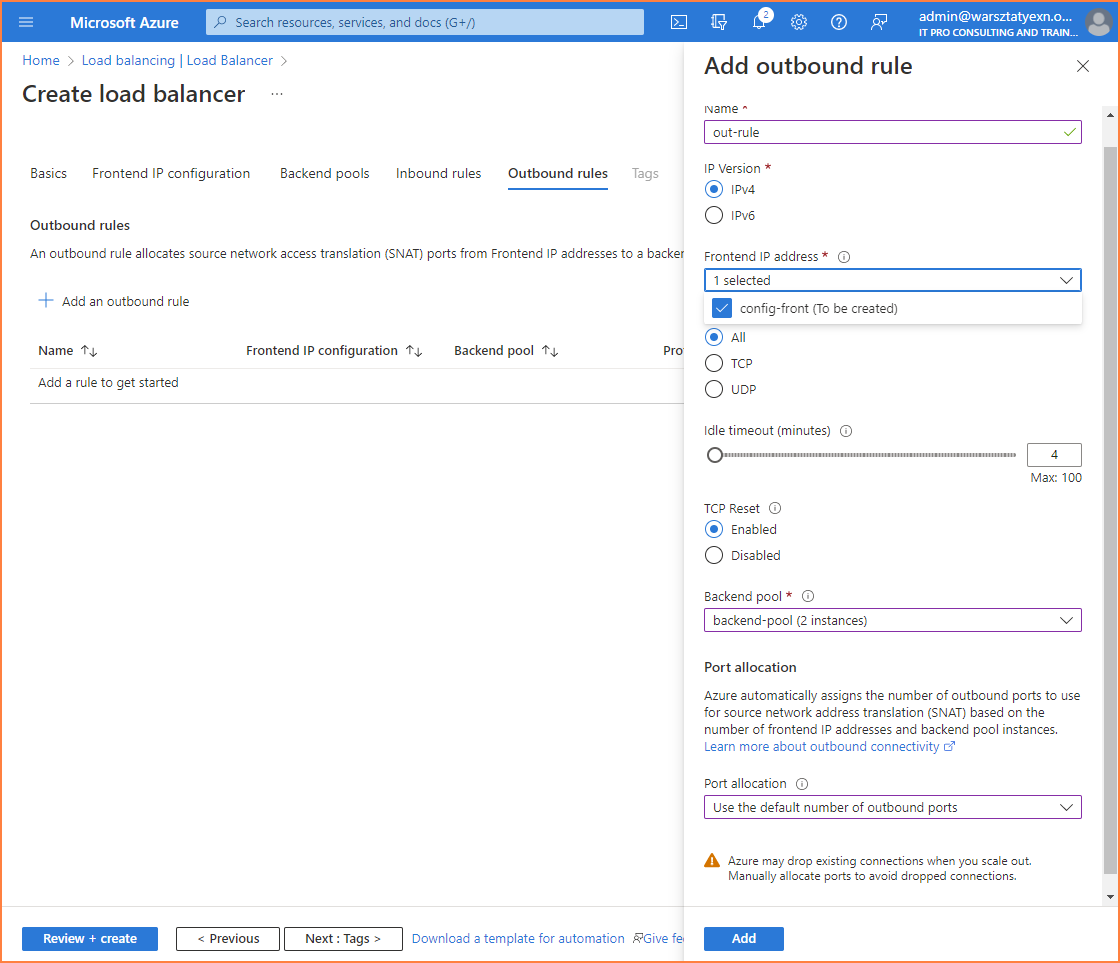 Microsoft Azure
Search resources, services, and docs (G+/)
2
admin@warsztatyexn.o...
IT PRO CONSULTING AND TRAIN...
Home > Load balancing | Load Balancer >
Create load balancer ...
Basics
Frontend IP configuration
Backend pools
Inbound rules
Outbound rules
Tags
Outbound rules
An outbound rule allocates source network access translation (SNAT) ports from Frontend IP addresses to a backen
+ Add an outbound rule
Name ↑↓
Frontend IP configuration ↑↓
Backend pool ↑↓
Pro
Add a rule to get started
Add outbound rule
Name *
out-rule
IP Version *
IPv4
IPv6
Frontend IP address *
1 selected
config-front (To be created)
All
TCP
UDP
Idle timeout (minutes)
4
Max: 100
TCP Reset
Enabled
Disabled
Backend pool *
backend-pool (2 instances)
Port allocation
Azure automatically assigns the number of outbound ports to use
for source network address translation (SNAT) based on the
number of frontend IP addresses and backend pool instances.
Learn more about outbound connectivity
Port allocation
Use the default number of outbound ports
Azure may drop existing connections when you scale out.
Manually allocate ports to avoid dropped connections.
Review + create
< Previous
Next : Tags >
Download a template for automation
Give fe
Add